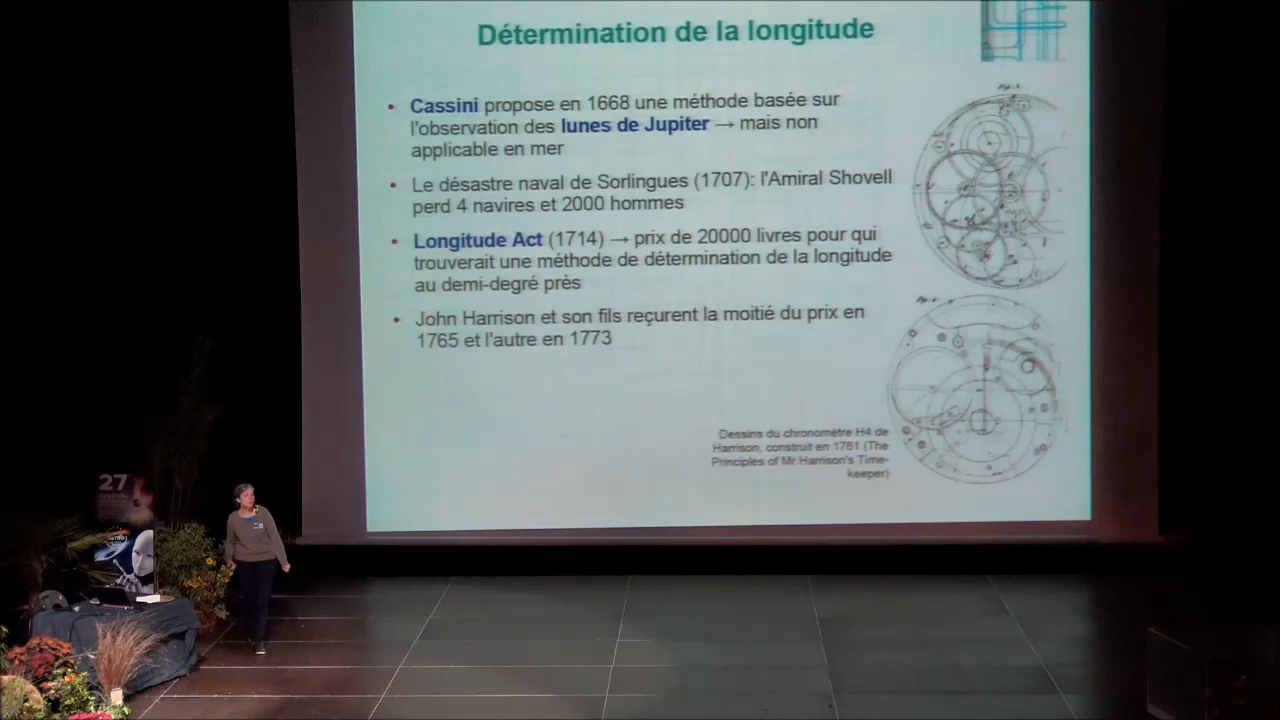 Détermination de la longitude
• Cassini propose en 1668 une méthode basée sur
l'observation des lunes de Jupiter → mais non
applicable en mer
• Le désastre naval de Sorlingues (1707): l'Amiral Shovell
perd 4 navires et 2000 hommes
• Longitude Act (1714) → prix de 20000 livres pour qui
trouverait une méthode de détermination de la longitude
au demi-degré près
• John Harrison et son fils reçurent la moitié du prix en
1765 et l'autre en 1773
Dessins du chronomètre H4 de
Harrison, construit en 1761 (The
Principles of Mr Harrison's Time-
keeper)
27
FESTIVAL